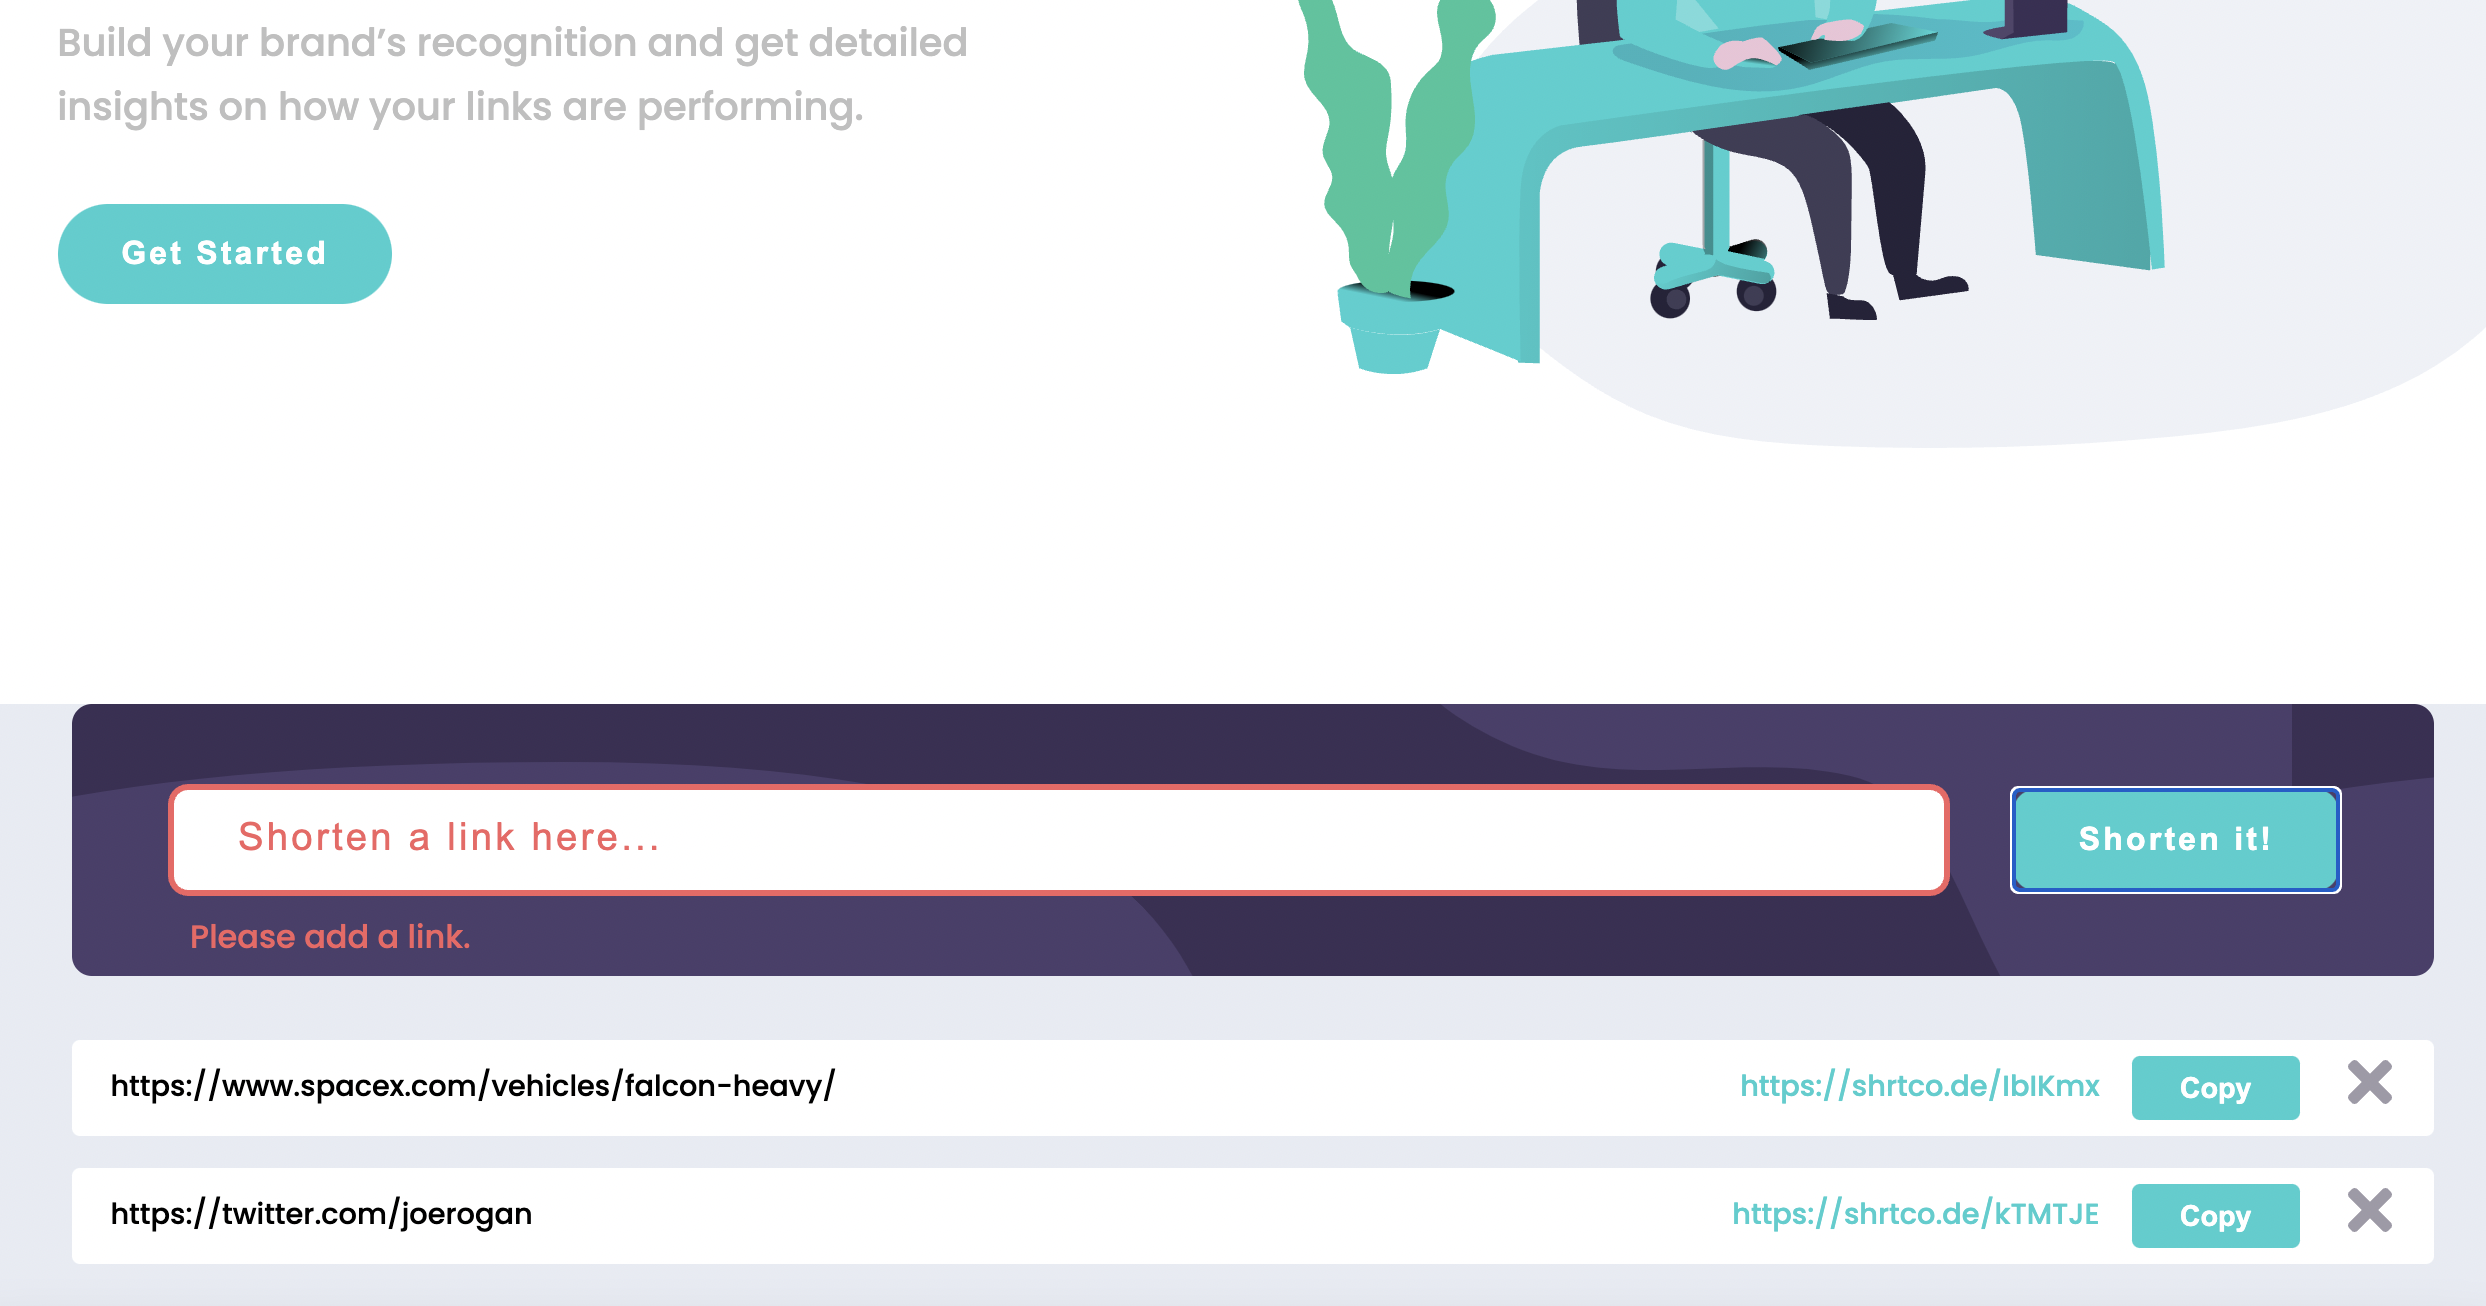 Build your brand’s recognition and get detailed
insights on how your links are performing.
Get Started
Shorten a link here...
Shorten it!
Please add a link.
https://www.spacex.com/vehicles/falcon-heavy/
https://shrtco.de/IbIKmx
Copy
https://twitter.com/joerogan
https://shrtco.de/kTMTJE
Copy